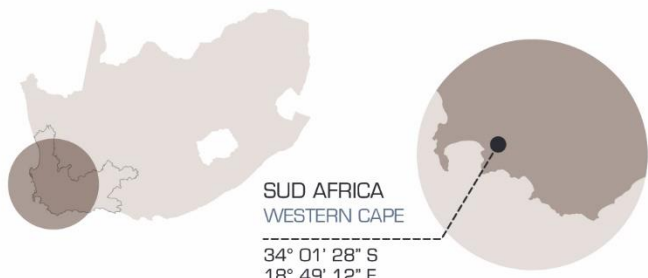 SUD AFRICA
WESTERN CAPE
34° 01' 28" S
18° 49' 12" E